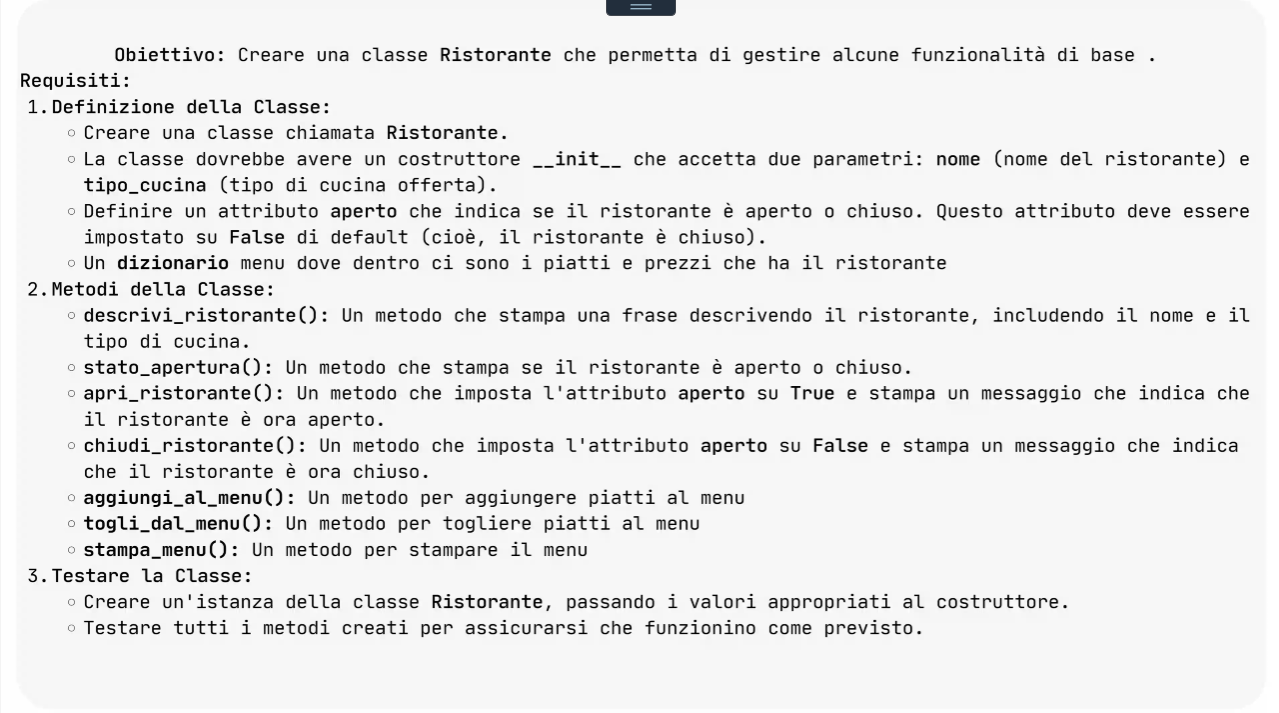 Obiettivo: Creare una classe Ristorante che permetta di gestire alcune funzionalità di base .
Requisiti:
1. Definizione della Classe:
○ Creare una classe chiamata Ristorante.
○ La classe dovrebbe avere un costruttore __init__ che accetta due parametri: nome (nome del ristorante) e
tipo_cucina (tipo di cucina offerta).
○ Definire un attributo aperto che indica se il ristorante è aperto o chiuso. Questo attributo deve essere
impostato su False di default (cioè, il ristorante è chiuso).
○ Un dizionario menu dove dentro ci sono i piatti e prezzi che ha il ristorante
2. Metodi della Classe:
○ descrivi_ristorante(): Un metodo che stampa una frase descrivendo il ristorante, includendo il nome e il
tipo di cucina.
○ stato_apertura(): Un metodo che stampa se il ristorante è aperto o chiuso.
○ apri_ristorante(): Un metodo che imposta l'attributo aperto su True e stampa un messaggio che indica che
il ristorante è ora aperto.
○ chiudi_ristorante(): Un metodo che imposta l'attributo aperto su False e stampa un messaggio che indica
che il ristorante è ora chiuso.
○ aggiungi_al_menu(): Un metodo per aggiungere piatti al menu
○ togli_dal_menu(): Un metodo per togliere piatti al menu
○ stampa_menu(): Un metodo per stampare il menu
3. Testare la Classe:
○ Creare un'istanza della classe Ristorante, passando i valori appropriati al costruttore.
○ Testare tutti i metodi creati per assicurarsi che funzionino come previsto.